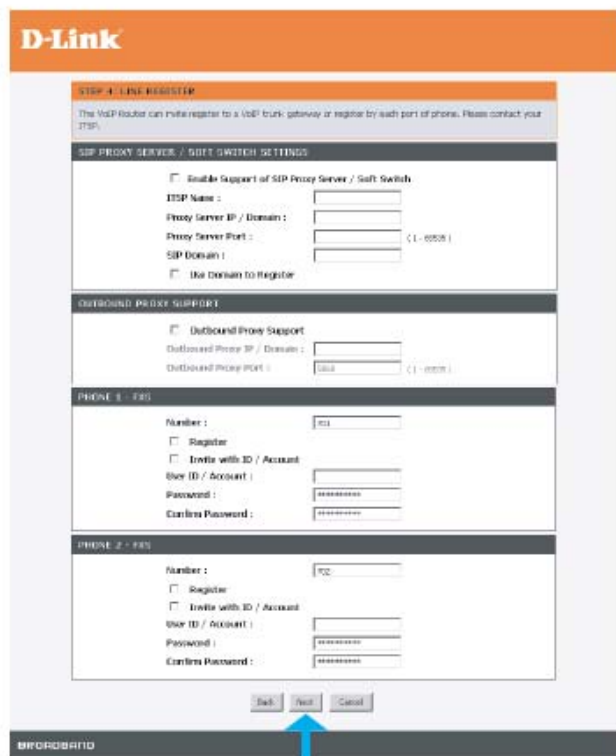 D-Link
STEP 4: LINE REGISTER
The VoIP Router can invite register to a VoIP trunk gateway or register by each port of phone. Please contact your
ITSP.
SIP PROXY SERVER / SOFT SWITCH SETTINGS
Enable Support of SIP Proxy Server / Soft Switch
ITSP Name :
Proxy Server IP / Domain :
Proxy Server Port : ( 1 - 65535 )
SIP Domain :
Use Domain to Register
OUTBOUND PROXY SUPPORT
Outbound Proxy Support
Outbound Proxy IP / Domain :
Outbound Proxy Port : ( 1 - 65535 )
PHONE 1 - FXS
Number : 701
Register
Invite with ID / Account
User ID / Account :
Password : **********
Confirm Password : **********
PHONE 2 - FXS
Number : 702
Register
Invite with ID / Account
User ID / Account :
Password : **********
Confirm Password : **********
Back Next Cancel
BROADBAND